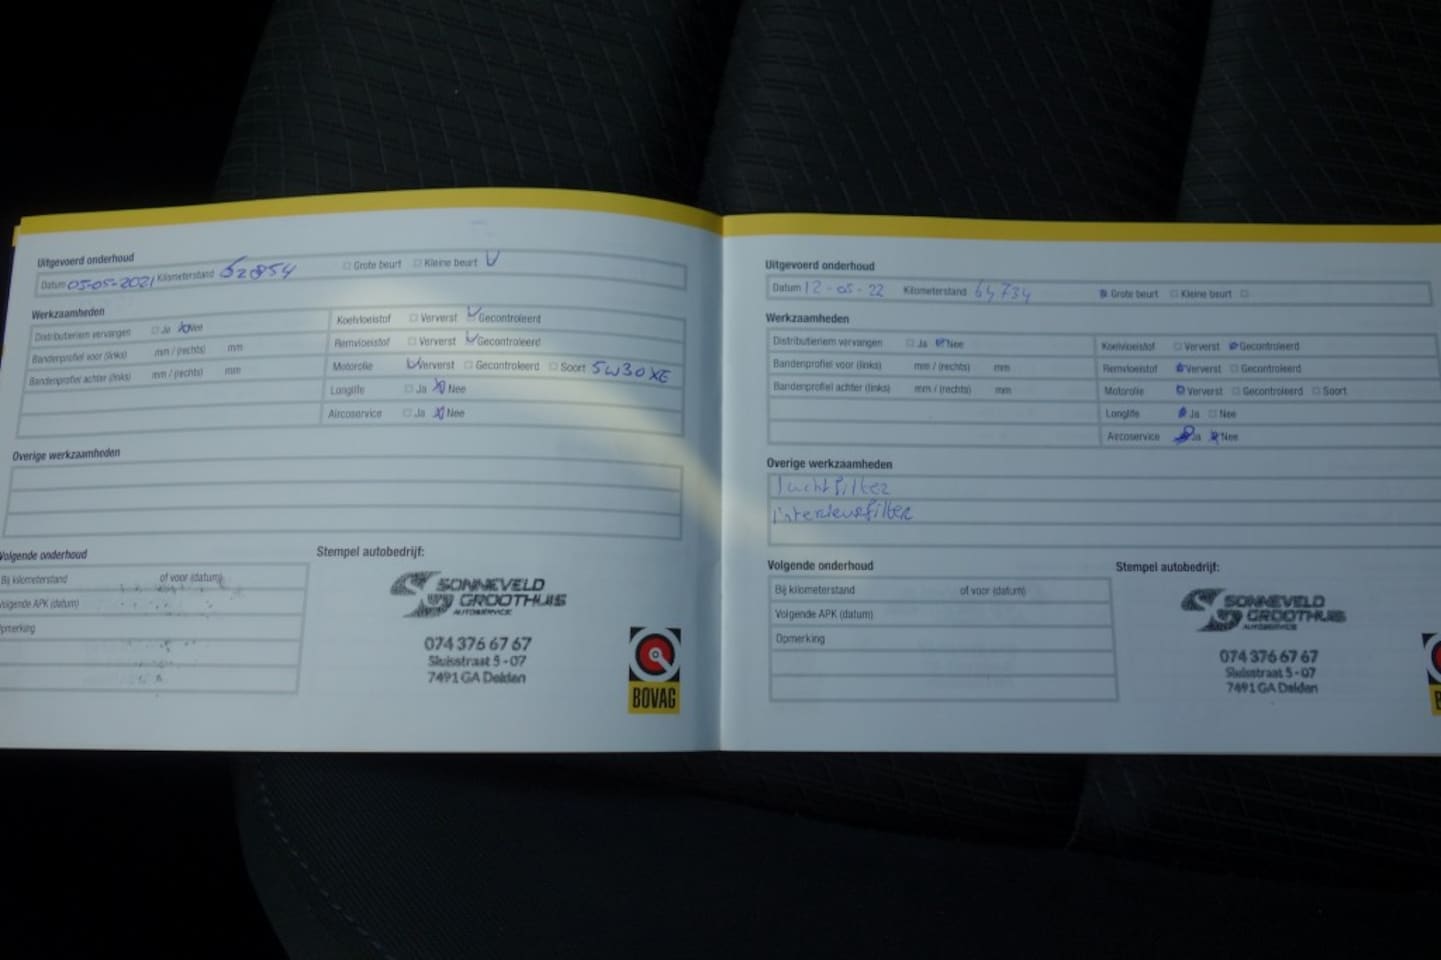 Uitgevoerd onderhoud
Datum 05-05-2021 Kilometerstand 62854 Grote beurt Kleine beurt
Werkzaamheden
Distributieriem vervangen Ja Nee
Bandenprofiel voor (links) mm / (rechts) mm
Bandenprofiel achter (links) mm / (rechts) mm
Koelvloeistof Ververst Gecontroleerd
Remvloeistof Ververst Gecontroleerd
Motorolie Ververst Gecontroleerd Soort 5W30 XE
Longlife Ja Nee
Aircoservice Ja Nee
Overige werkzaamheden
Volgende onderhoud
Bij kilometerstand of voor (datum)
Volgende APK (datum)
Opmerking
Stempel autobedrijf:
SONNEVELD
GROOTHUIS
AUTOSERVICE
074 376 67 67
Sluisstraat 5-07
7491 GA Delden
BOVAG
Uitgevoerd onderhoud
Datum 12-05-22 Kilometerstand 64734 Grote beurt Kleine beurt
Werkzaamheden
Distributieriem vervangen Ja Nee
Bandenprofiel voor (links) mm / (rechts) mm
Bandenprofiel achter (links) mm / (rechts) mm
Koelvloeistof Ververst Gecontroleerd
Remvloeistof Ververst Gecontroleerd
Motorolie Ververst Gecontroleerd Soort
Longlife Ja Nee
Aircoservice Ja Nee
Overige werkzaamheden
luchtfilter
interieurfilter
Volgende onderhoud
Bij kilometerstand of voor (datum)
Volgende APK (datum)
Opmerking
Stempel autobedrijf:
SONNEVELD
GROOTHUIS
AUTOSERVICE
074 376 67 67
Sluisstraat 5-07
7491 GA Delden